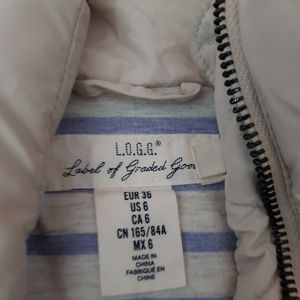 L.O.G.G.®
Label of Graded
EUR 36
US 6
CA 6
CN 165/84A
MX 6
MADE IN
CHINA
FABRIQUÉ EN
CHINE